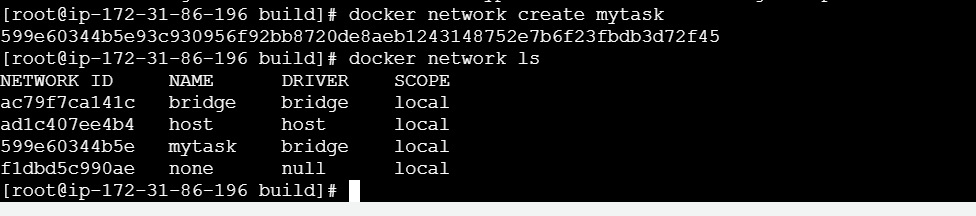 [root@ip-172-31-86-196 build]# docker network create mytask
599e60344b5e93c930956f92bb8720de8aeb1243148752e7b6f23fbdb3d72f45
[root@ip-172-31-86-196 build]# docker network ls
NETWORK ID     NAME      DRIVER    SCOPE
ac79f7ca141c   bridge    bridge    local
ad1c407ee4b4   host      host      local
599e60344b5e   mytask    bridge    local
f1dbd5c990ae   none      null      local
[root@ip-172-31-86-196 build]#